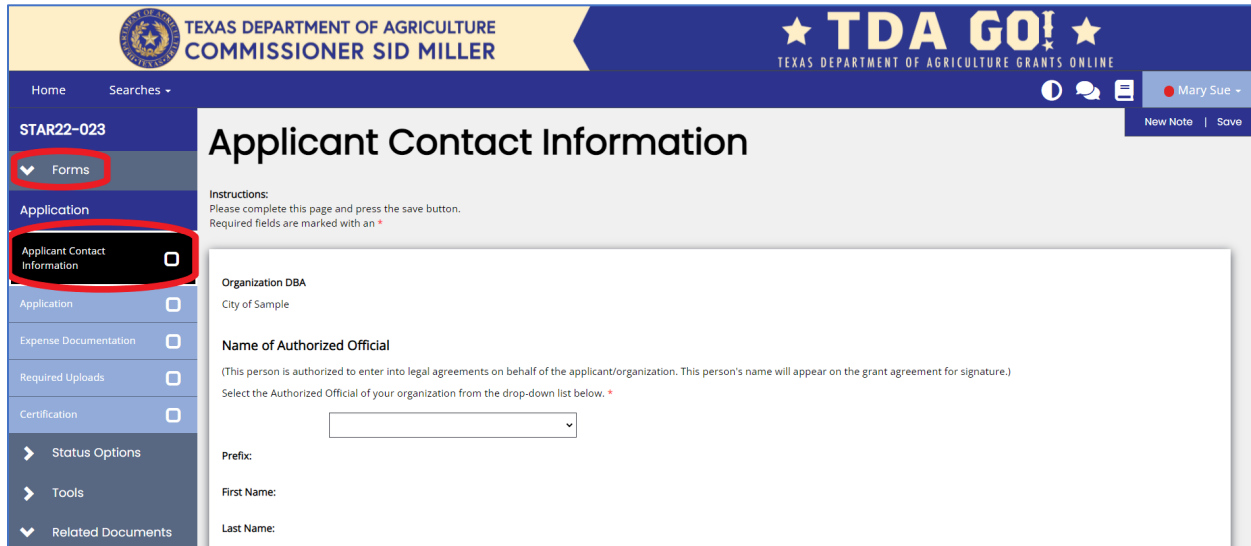 TEXAS DEPARTMENT OF AGRICULTURE
COMMISSIONER SID MILLER
TDA GO!
TEXAS DEPARTMENT OF AGRICULTURE GRANTS ONLINE
Home Searches
Mary Sue
New Note | Save
STAR22-023
Forms
Application
Applicant Contact
Information
Application
Expense Documentation
Required Uploads
Certification
Status Options
Tools
Related Documents
Applicant Contact Information
Instructions:
Please complete this page and press the save button.
Required fields are marked with an *
Organization DBA
City of Sample
Name of Authorized Official
(This person is authorized to enter into legal agreements on behalf of the applicant/organization. This person's name will appear on the grant agreement for signature.)
Select the Authorized Official of your organization from the drop-down list below. *
Prefix:
First Name:
Last Name: